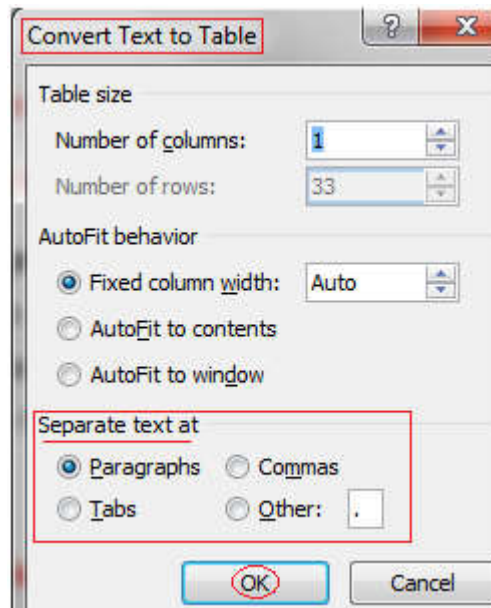 Convert Text to Table
Table size
Number of columns: 1
Number of rows: 33
AutoFit behavior
Fixed column width: Auto
AutoFit to contents
AutoFit to window
Separate text at
Paragraphs Commas
Tabs Other: .
OK Cancel